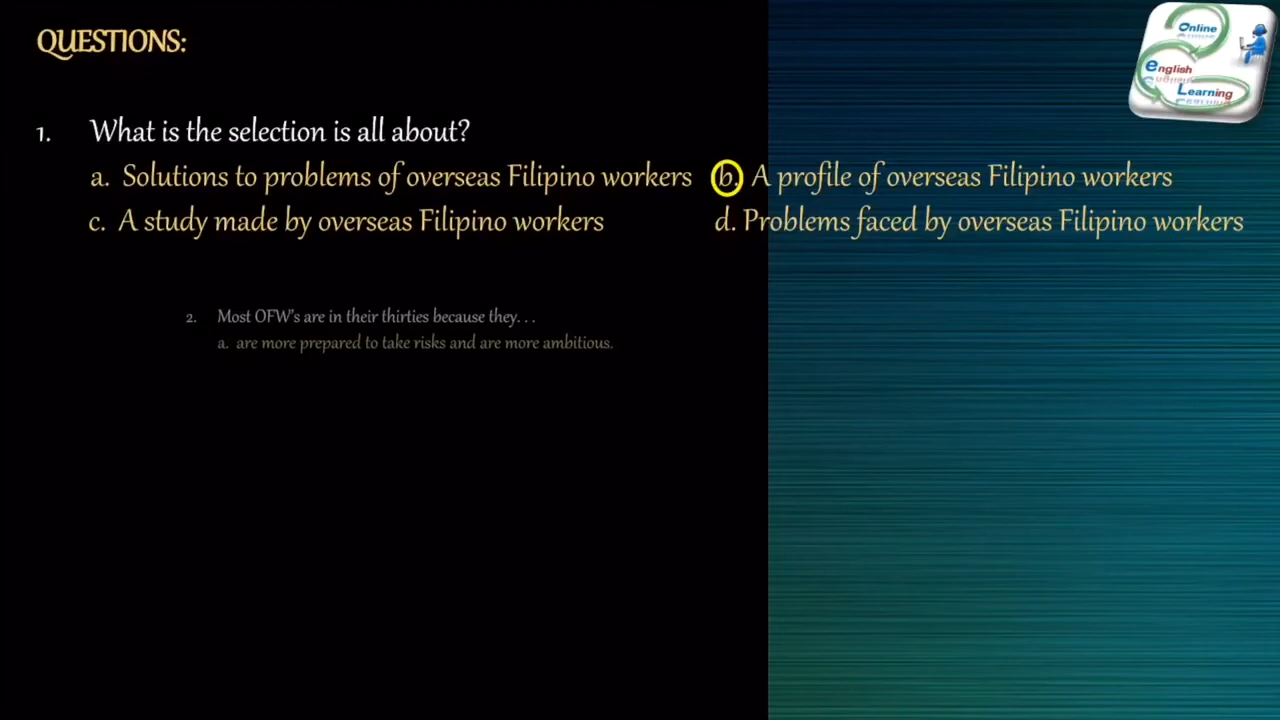 QUESTIONS:
Online
english
Learning
1. What is the selection is all about?
a. Solutions to problems of overseas Filipino workers b. A profile of overseas Filipino workers
c. A study made by overseas Filipino workers d. Problems faced by overseas Filipino workers
2. Most OFW's are in their thirties because they. . .
a. are more prepared to take risks and are more ambitious.